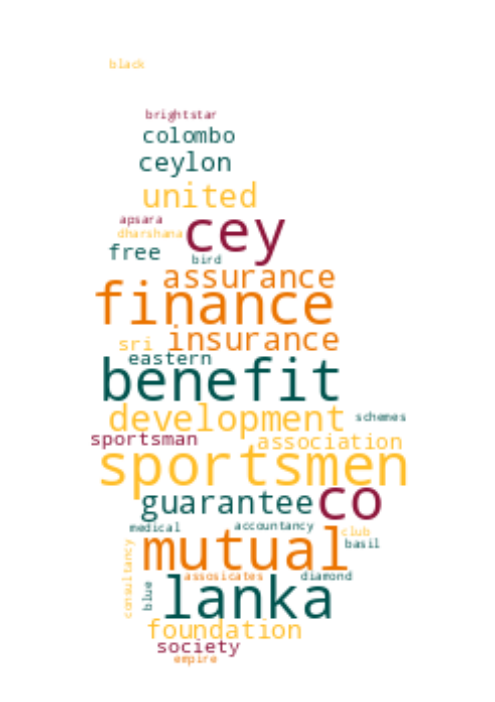 black
brightstar
colombo
ceylon
united
apsara
dharshana
cey
free
bird
assurance
finance
insurance
sri
eastern
benefit
development
schemes
sportsman
association
sportsmen
guarantee
co
medical
accountancy
club
mutual
basil
consultancy
assosicates
diamond
blue
lanka
foundation
society
empire